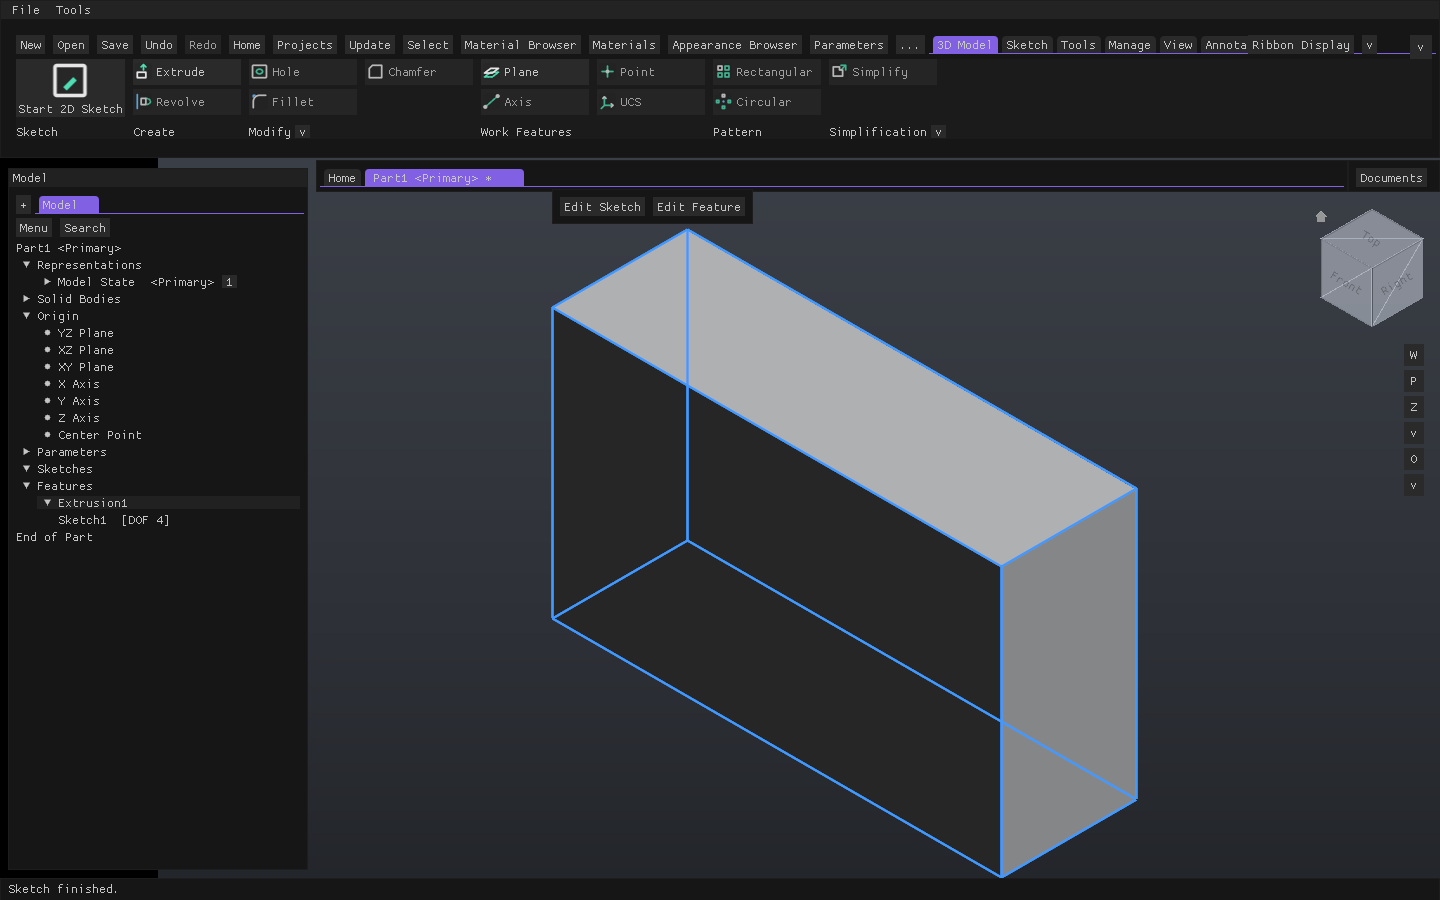 File Tools
New Open Save Undo Redo Home Projects Update Select Material Browser Materials Appearance Browser Parameters ... 3D Model Sketch Tools Manage View Annota Ribbon Display v v
Start 2D Sketch
Extrude Hole Chamfer Plane Point Rectangular Simplify
Revolve Fillet Axis UCS Circular
Sketch Create Modify v Work Features Pattern Simplification v
Model
+ Model
Menu Search
Part1 <Primary>
Representations
Model State <Primary> 1
Solid Bodies
Origin
YZ Plane
XZ Plane
XY Plane
X Axis
Y Axis
Z Axis
Center Point
Parameters
Sketches
Features
Extrusion1
Sketch1 [DOF 4]
End of Part
Home Part1 <Primary> * Documents
Edit Sketch Edit Feature
Top
Front Right
W
P
Z
v
O
v
Sketch finished.